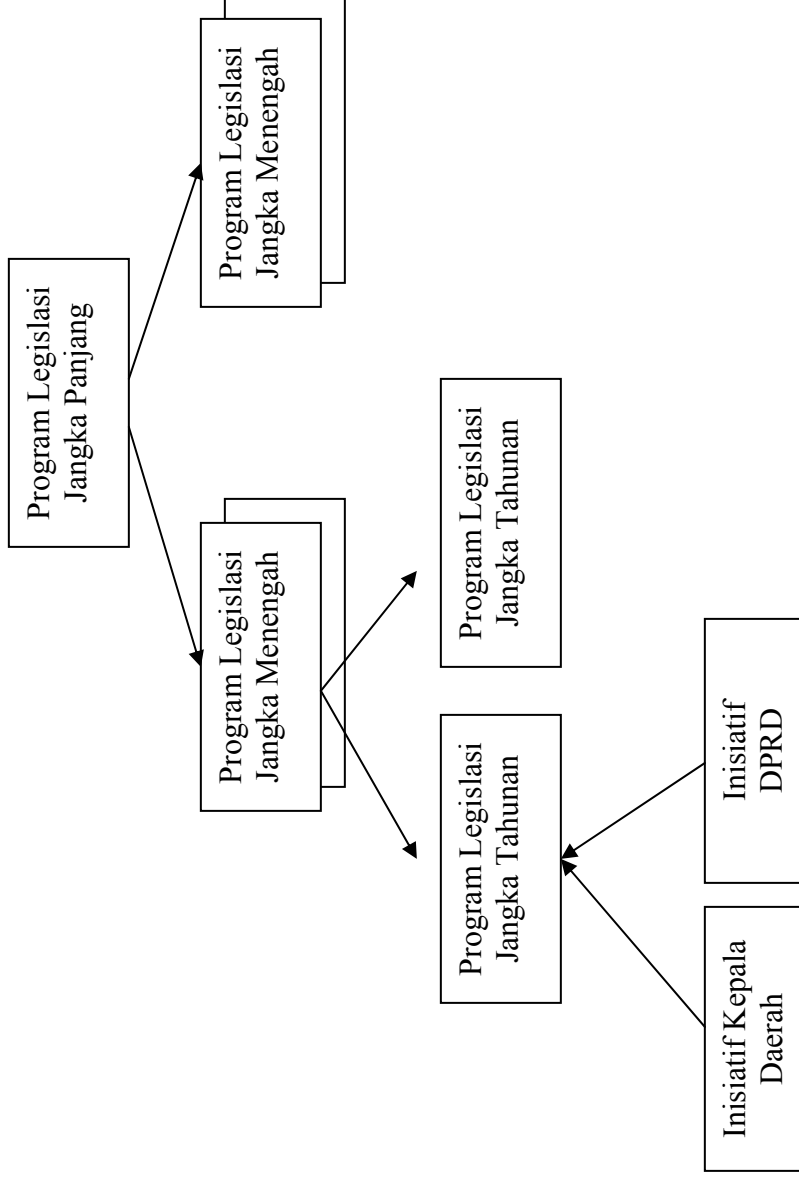 Program Legislasi
Jangka Panjang
Program Legislasi
Jangka Menengah
Program Legislasi
Jangka Menengah
Program Legislasi
Jangka Tahunan
Program Legislasi
Jangka Tahunan
Inisiatif Kepala
Daerah
Inisiatif
DPRD